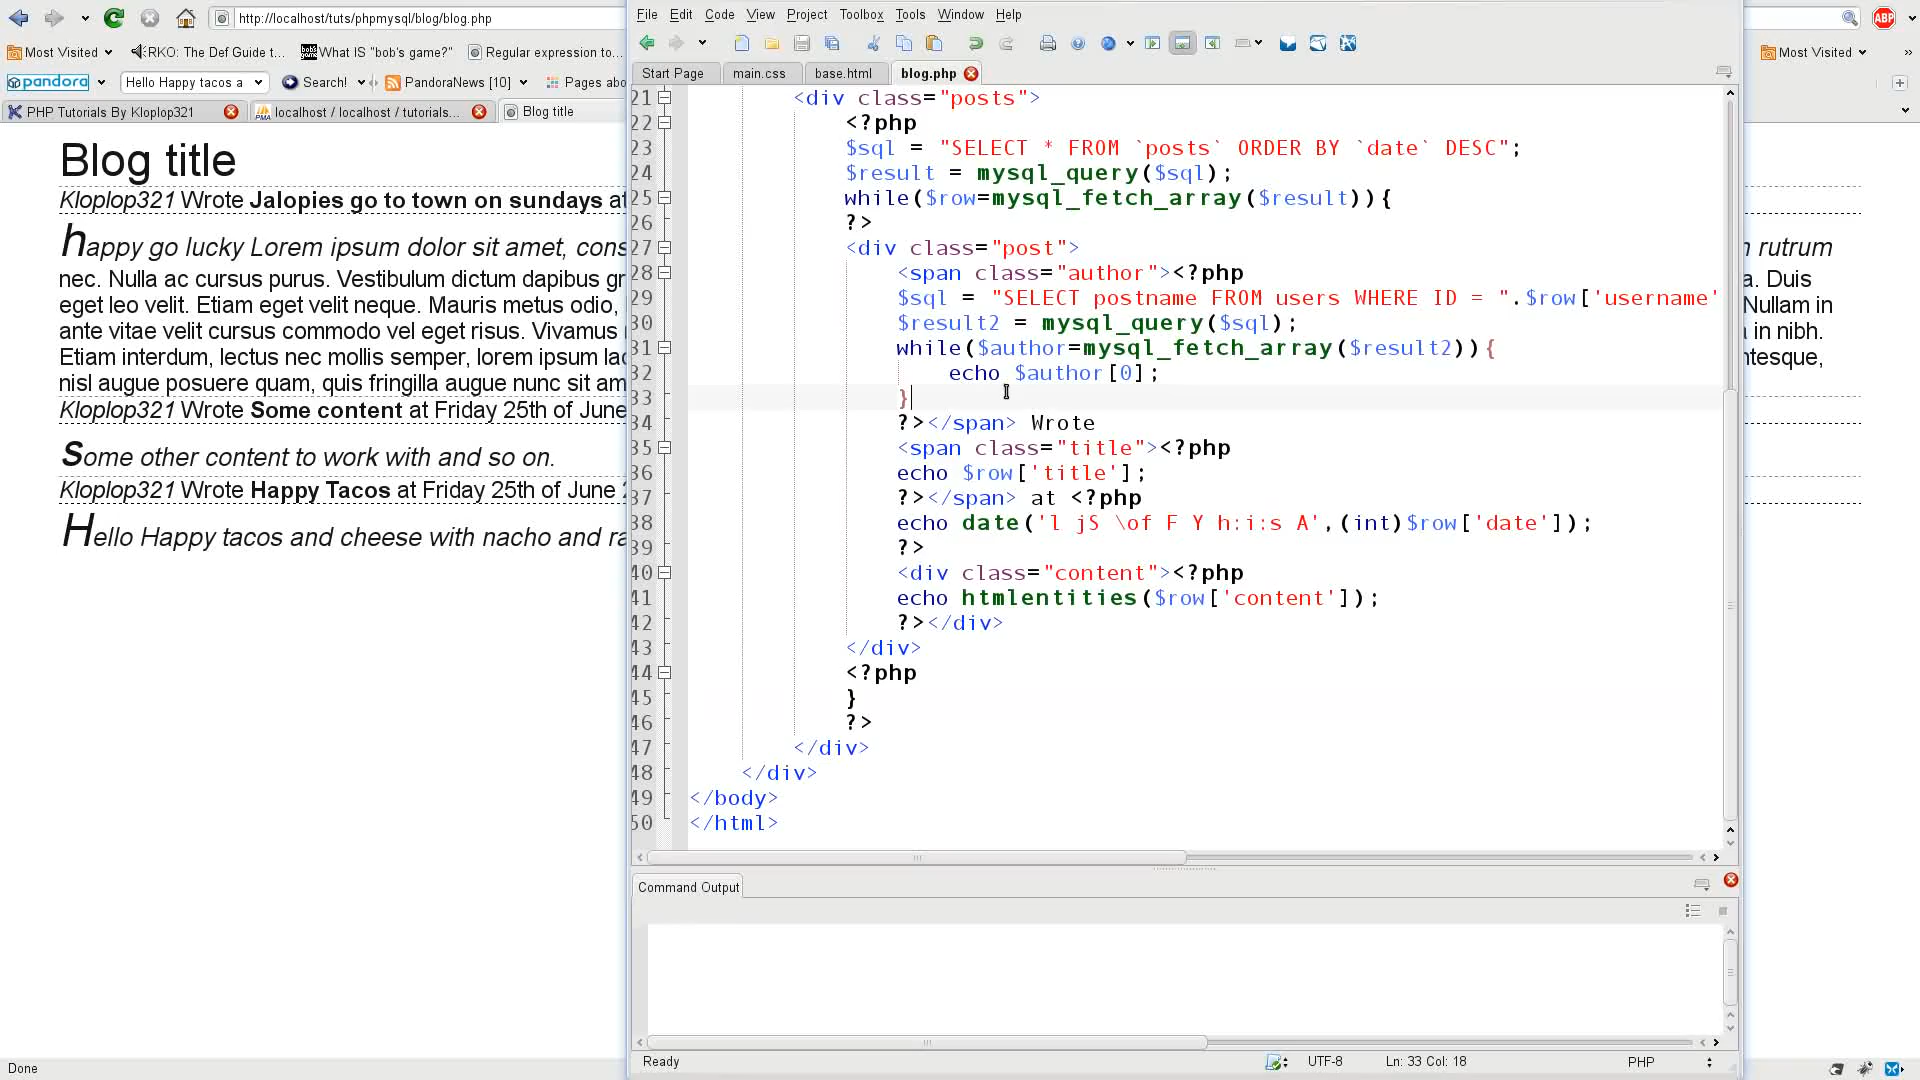 http://localhost/tuts/phpmysql/blog/blog.php
Most Visited
RKO: The Def Guide t...
What IS "bob's game?"
Regular expression to...
pandora
Hello Happy tacos a
Search!
PandoraNews [10]
Pages abo
PHP Tutorials By Kloplop321
localhost / localhost / tutorials...
Blog title
Blog title
Kloplop321 Wrote Jalopies go to town on sundays at
happy go lucky Lorem ipsum dolor sit amet, cons
nec. Nulla ac cursus purus. Vestibulum dictum dapibus gr
eget leo velit. Etiam eget velit neque. Mauris metus odio,
ante vitae velit cursus commodo vel eget risus. Vivamus
Etiam interdum, lectus nec mollis semper, lorem ipsum lac
nisl augue posuere quam, quis fringilla augue nunc sit am
Kloplop321 Wrote Some content at Friday 25th of June
Some other content to work with and so on.
Kloplop321 Wrote Happy Tacos at Friday 25th of June 2
Hello Happy tacos and cheese with nacho and ra
Done
File Edit Code View Project Toolbox Tools Window Help
Start Page
main.css
base.html
blog.php
21 <div class="posts">
22 <?php
23 $sql = "SELECT * FROM `posts` ORDER BY `date` DESC";
24 $result = mysql_query($sql);
25 while($row=mysql_fetch_array($result)){
26 ?>
27 <div class="post">
28 <span class="author"><?php
29 $sql = "SELECT postname FROM users WHERE ID = ".$row['username'
30 $result2 = mysql_query($sql);
31 while($author=mysql_fetch_array($result2)){
32 echo $author[0];
33 }
34 ?></span> Wrote
35 <span class="title"><?php
36 echo $row['title'];
37 ?></span> at <?php
38 echo date('l jS \of F Y h:i:s A',(int)$row['date']);
39 ?>
40 <div class="content"><?php
41 echo htmlentities($row['content']);
42 ?></div>
43 </div>
44 <?php
45 }
46 ?>
47 </div>
48 </div>
49 </body>
50 </html>
Command Output
Ready
UTF-8
Ln: 33 Col: 18
PHP
ABP
Most Visited
rutrum
a. Duis
Nullam in
in nibh.
ntesque,